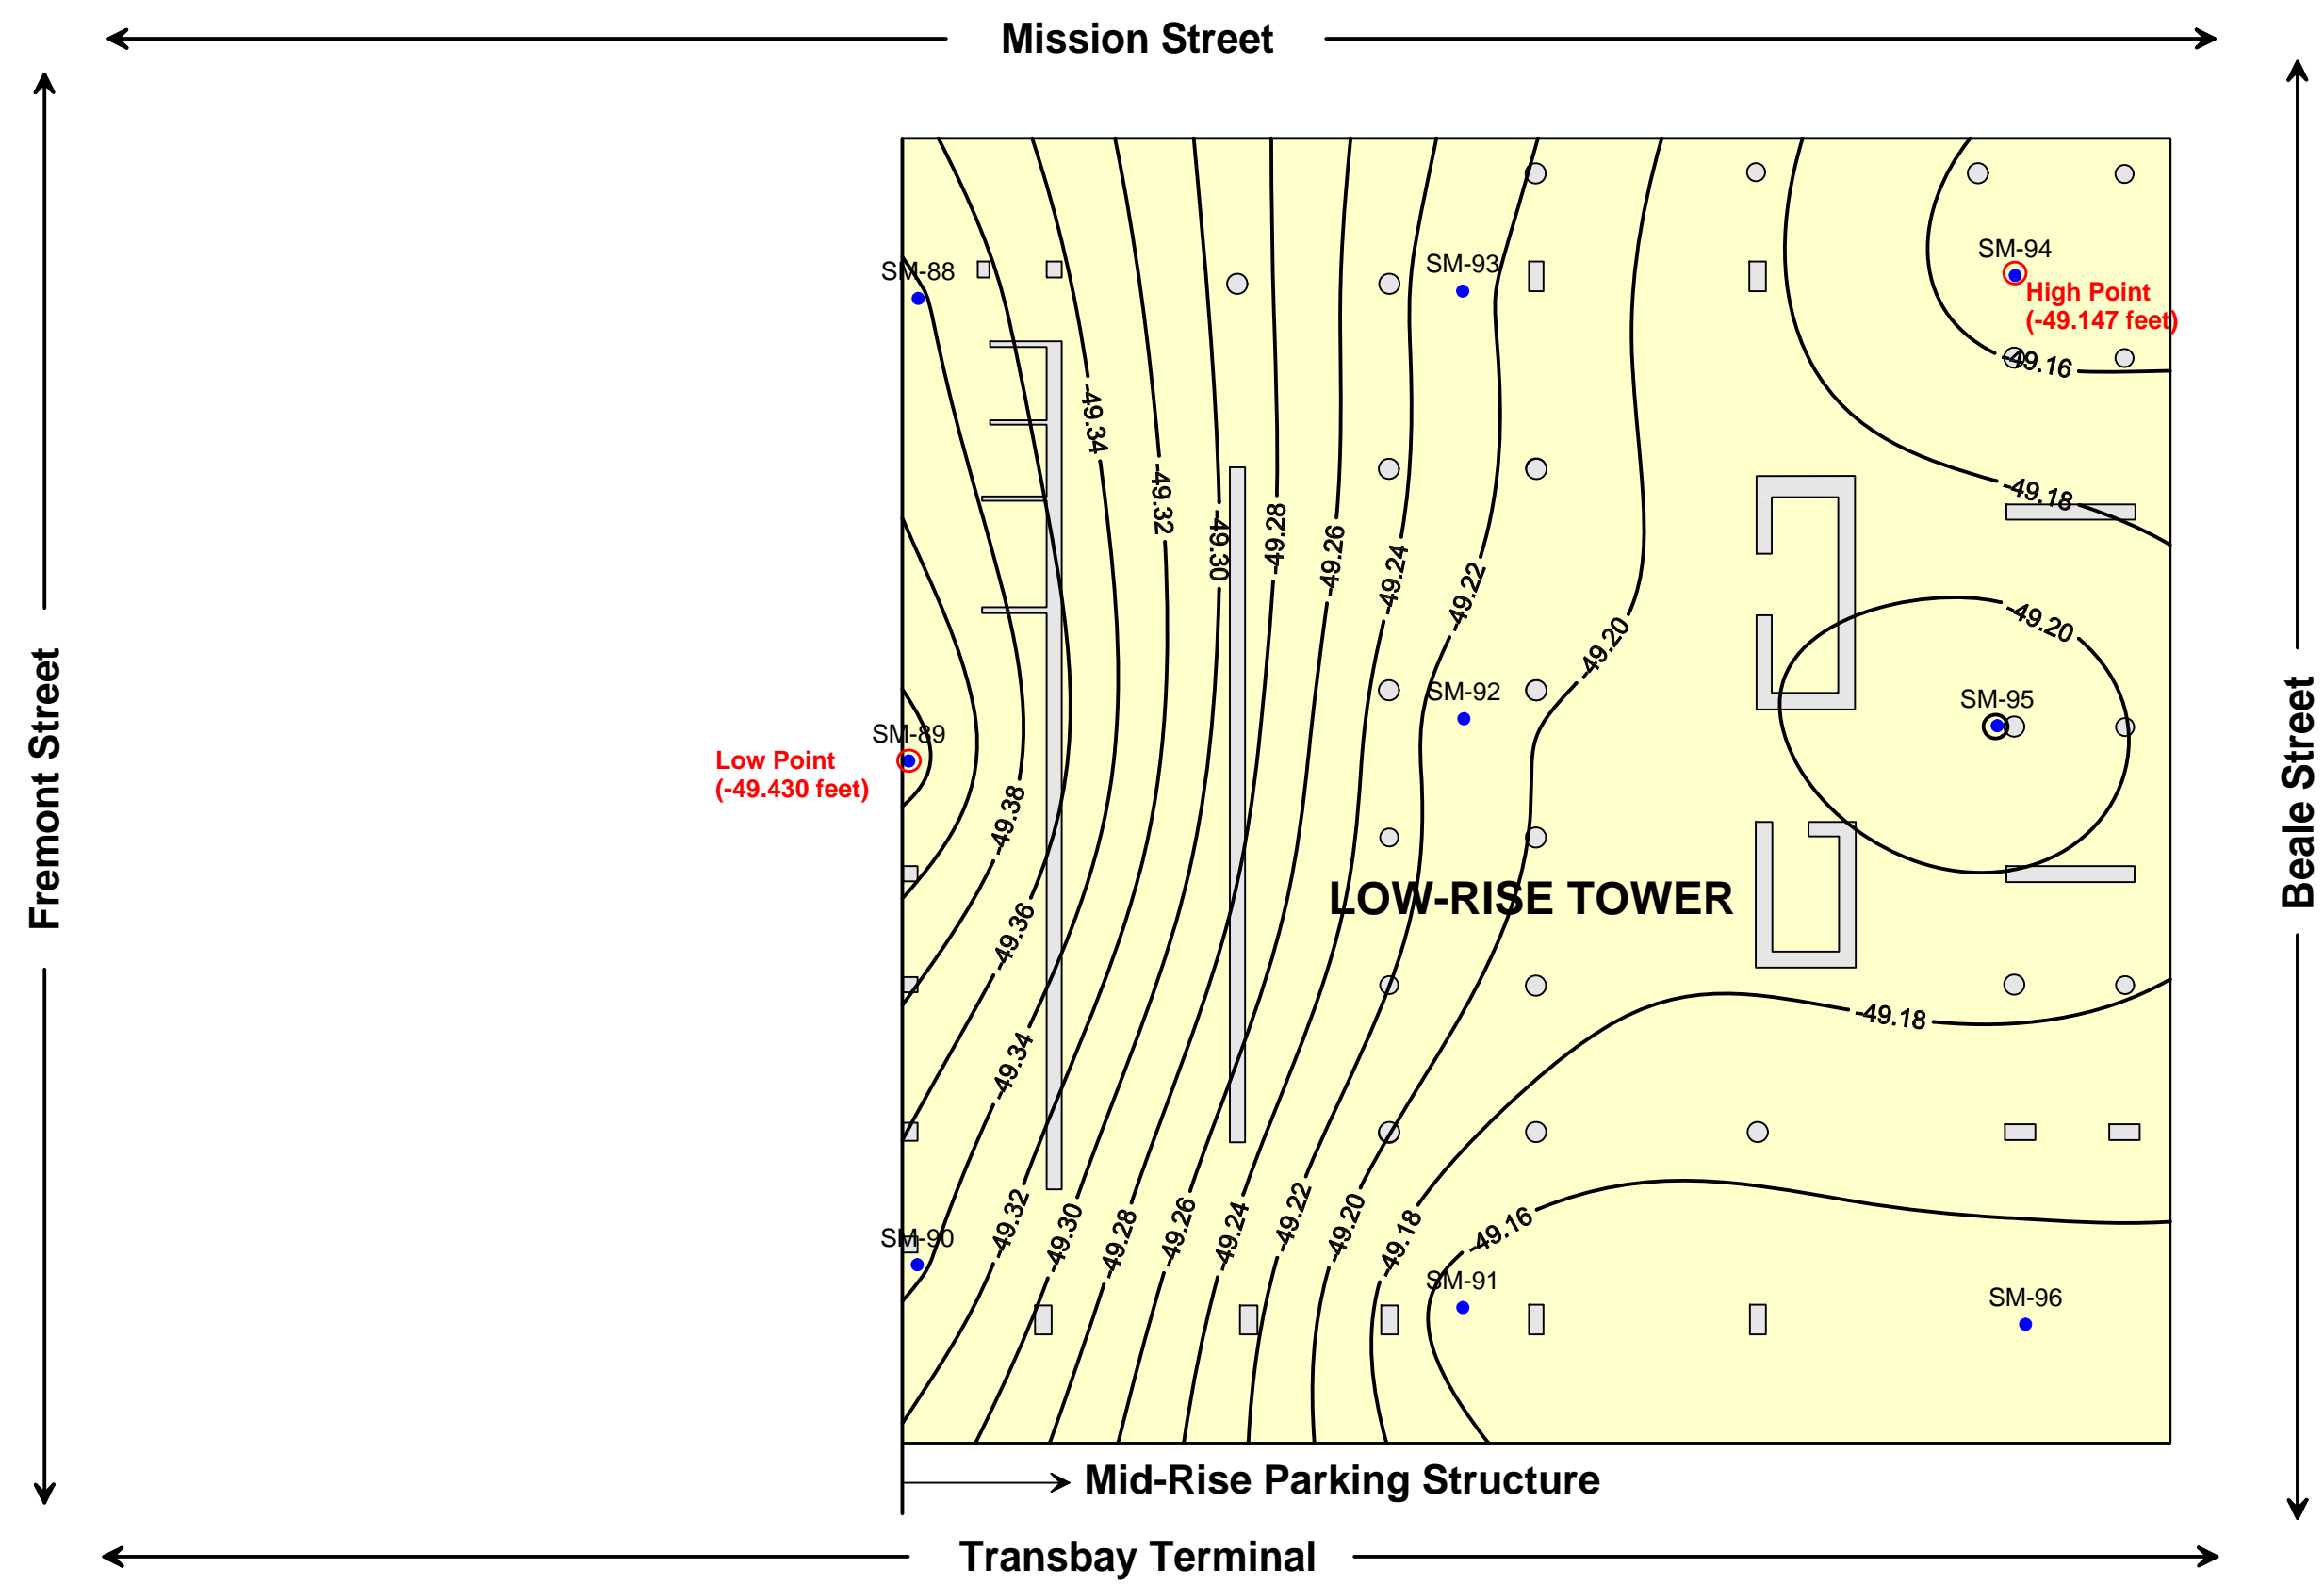 Mission Street
SM-88
SM-93
SM-94
High Point
(-49.147 feet)
-49.16
-49.34
-49.32
-49.30
-49.28
-49.26
-49.24
-49.22
-49.20
-49.18
-49.20
Fremont Street
Beale Street
SM-89
Low Point
(-49.430 feet)
SM-92
SM-95
-49.38
-49.36
-49.34
LOW-RISE TOWER
-49.18
-49.32
-49.30
-49.28
-49.26
-49.24
-49.22
-49.20
-49.18
-49.16
SM-90
SM-91
SM-96
Mid-Rise Parking Structure
Transbay Terminal